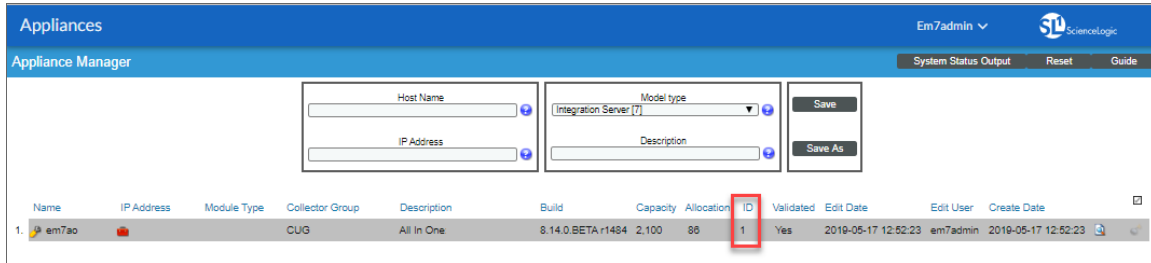 Appliances
Em7admin
SL1 ScienceLogic
Appliance Manager
System Status Output Reset Guide
Host Name
Model type
Integration Server [7]
Save
IP Address
Description
Save As
Name IP Address Module Type Collector Group Description Build Capacity Allocation ID Validated Edit Date Edit User Create Date
1. em7ao CUG All In One 8.14.0.BETA r1484 2,100 86 1 Yes 2019-05-17 12:52:23 em7admin 2019-05-17 12:52:23